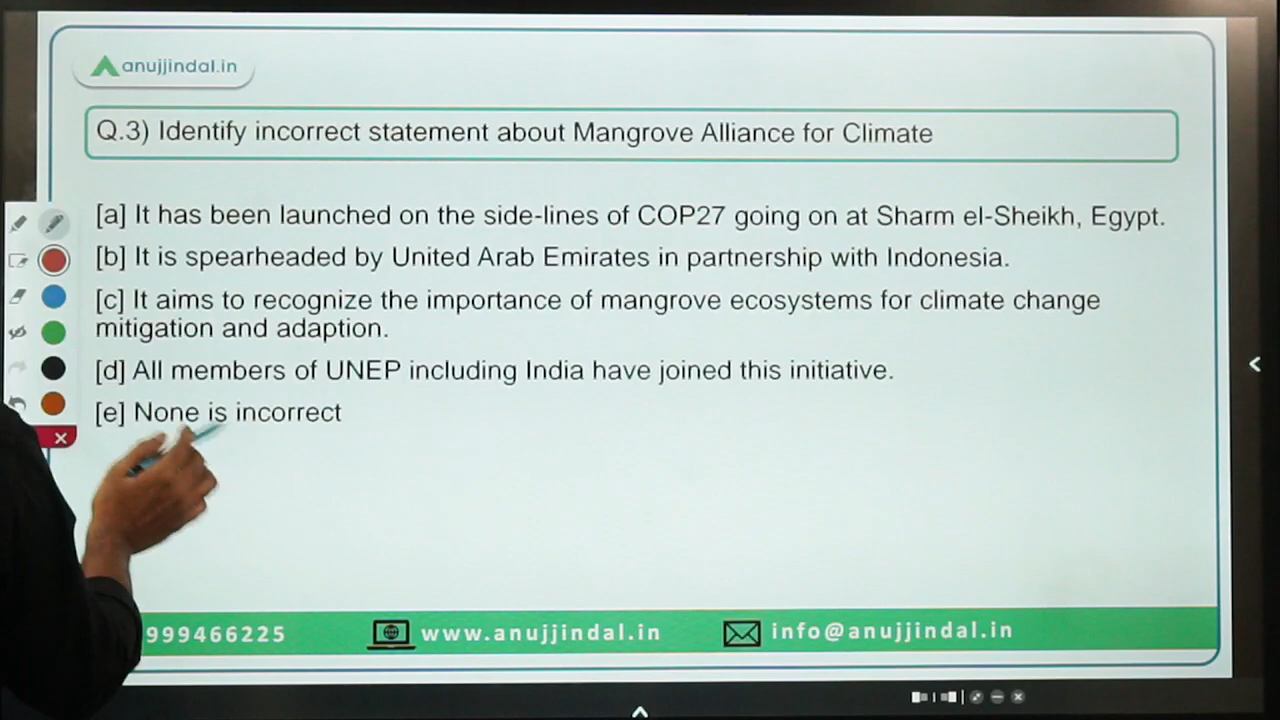 anujjindal.in
Q.3) Identify incorrect statement about Mangrove Alliance for Climate
[a] It has been launched on the side-lines of COP27 going on at Sharm el-Sheikh, Egypt.
[b] It is spearheaded by United Arab Emirates in partnership with Indonesia.
[c] It aims to recognize the importance of mangrove ecosystems for climate change
mitigation and adaption.
[d] All members of UNEP including India have joined this initiative.
[e] None is incorrect
999466225 www.anujjindal.in info@anujjindal.in